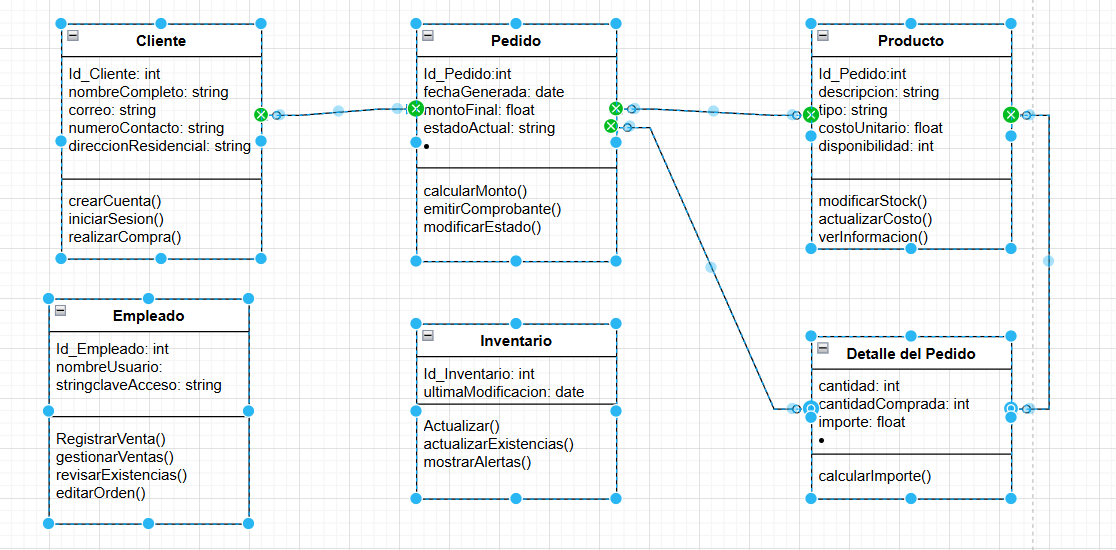 Cliente
Id_Cliente: int
nombreCompleto: string
correo: string
numeroContacto: string
direccionResidencial: string
crearCuenta()
iniciarSesion()
realizarCompra()
Pedido
Id_Pedido:int
fechaGenerada: date
montoFinal: float
estadoActual: string
•
calcularMonto()
emitirComprobante()
modificarEstado()
Producto
Id_Pedido:int
descripcion: string
tipo: string
costoUnitario: float
disponibilidad: int
modificarStock()
actualizarCosto()
verInformacion()
Empleado
Id_Empleado: int
nombreUsuario:
stringclaveAcceso: string
RegistrarVenta()
gestionarVentas()
revisarExistencias()
editarOrden()
Inventario
Id_Inventario: int
ultimaModificacion: date
Actualizar()
actualizarExistencias()
mostrarAlertas()
Detalle del Pedido
cantidad: int
cantidadComprada: int
importe: float
•
calcularImporte()